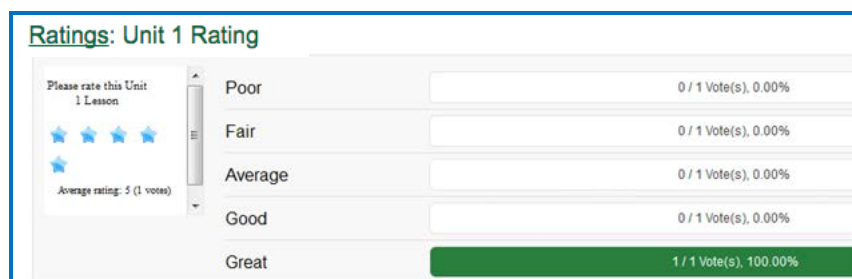 Ratings: Unit 1 Rating
Please rate this Unit
1 Lesson
Average rating: 5 (1 votes)
Poor 0 / 1 Vote(s), 0.00%
Fair 0 / 1 Vote(s), 0.00%
Average 0 / 1 Vote(s), 0.00%
Good 0 / 1 Vote(s), 0.00%
Great 1 / 1 Vote(s), 100.00%